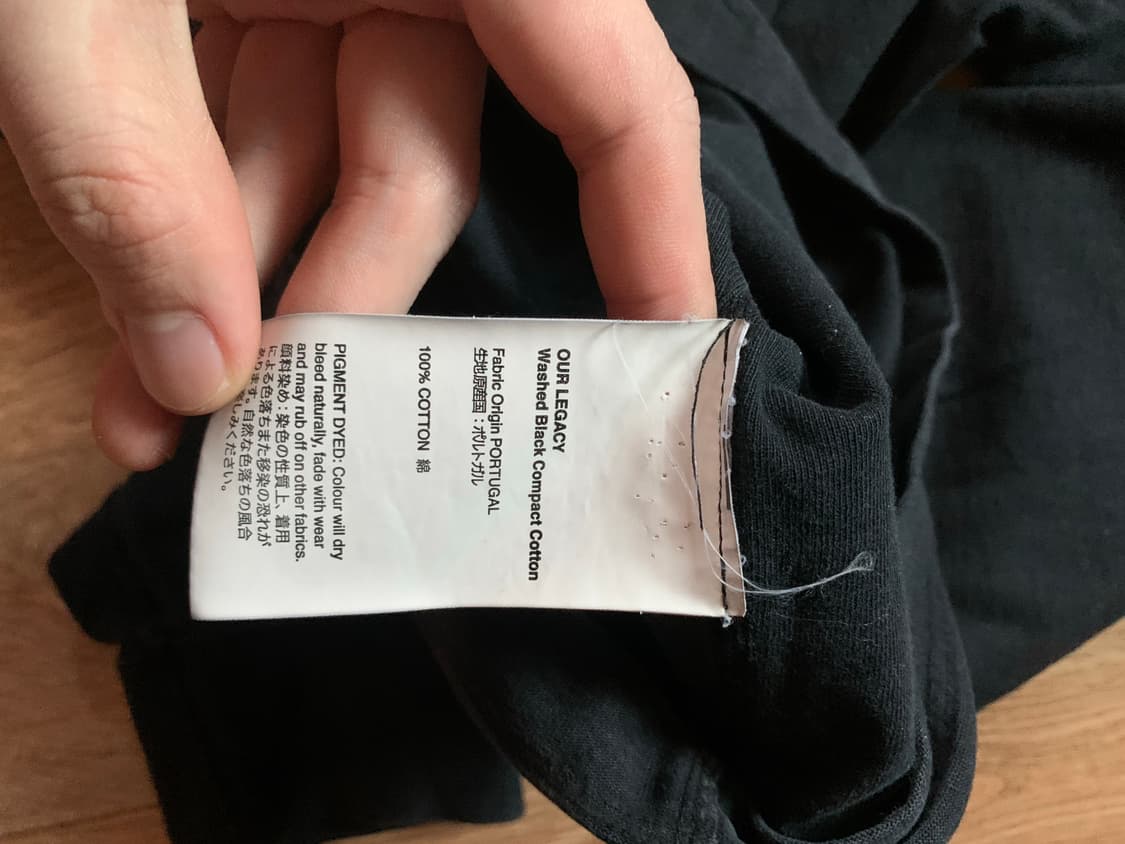 OUR LEGACY
Washed Black Compact Cotton
Fabric Origin PORTUGAL
生地原産国：ポルトガル
100% COTTON 綿
PIGMENT DYED: Colour will dry
bleed naturally, fade with wear
and may rub off on other fabrics.
顔料染め：染色の性質上、着用
による色落ちまた移染の恐れが
あります。自然な色落ちの風合
しみください。